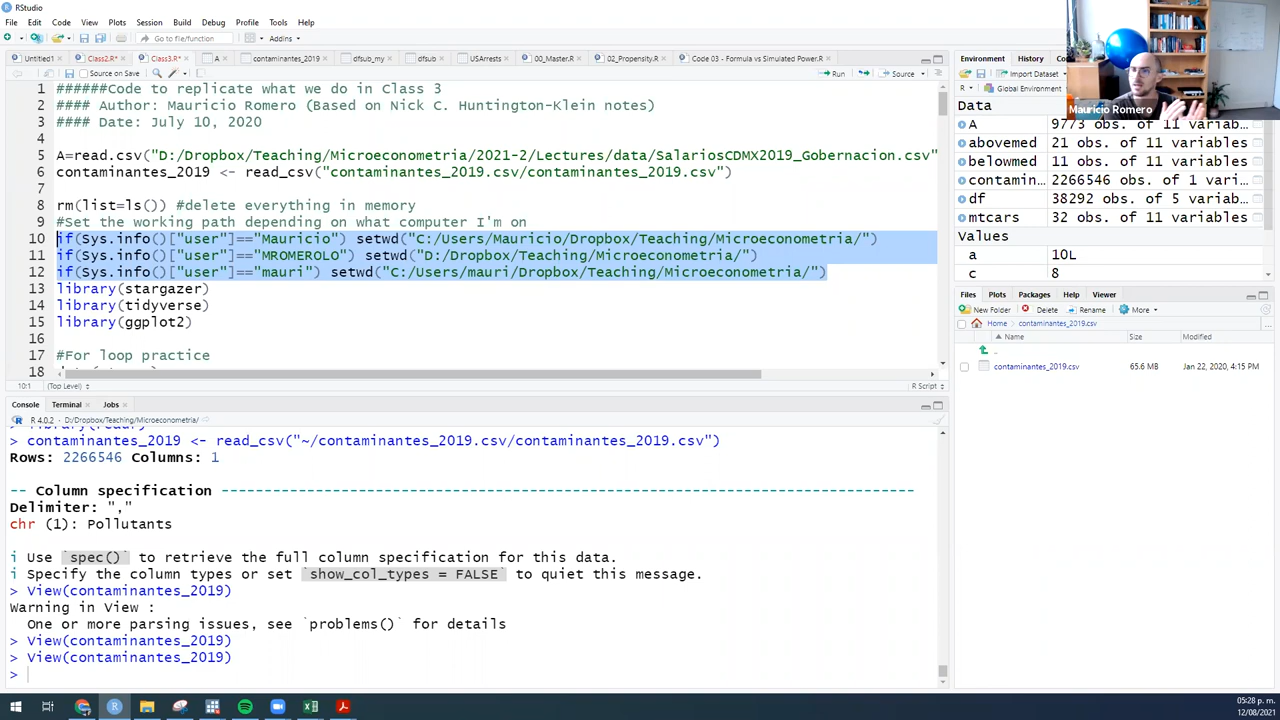 RStudio
File Edit Code View Plots Session Build Debug Profile Tools Help
Go to file/function Addins
Untitled1 Class2.R* Class3.R* A contaminantes_2019 dfsub_my dfsub USArrests 00_Master.R 02_Propensity.R Code 03 - Formula vs Simulated Power.R
Source on Save Run Source
1 ######Code to replicate what we do in Class 3
2 #### Author: Mauricio Romero (Based on Nick C. Huntington-Klein notes)
3 #### Date: July 10, 2020
4
5 A=read.csv("D:/Dropbox/Teaching/Microeconometria/2021-2/Lectures/data/SalariosCDMX2019_Gobernacion.csv"
6 contaminantes_2019 <- read_csv("contaminantes_2019.csv/contaminantes_2019.csv")
7
8 rm(list=ls()) #delete everything in memory
9 #Set the working path depending on what computer I'm on
10 if(Sys.info()["user"]=="Mauricio") setwd("C:/Users/Mauricio/Dropbox/Teaching/Microeconometria/")
11 if(Sys.info()["user"]=="MROMEROLO") setwd("D:/Dropbox/Teaching/Microeconometria/")
12 if(Sys.info()["user"]=="mauri") setwd("C:/Users/mauri/Dropbox/Teaching/Microeconometria/")
13 library(stargazer)
14 library(tidyverse)
15 library(ggplot2)
16
17 #For loop practice
18
10:1 (Top Level) R Script
Console Terminal Jobs
R 4.0.2 · D:/Dropbox/Teaching/Microeconometria/
> contaminantes_2019 <- read_csv("~/contaminantes_2019.csv/contaminantes_2019.csv")
Rows: 2266546 Columns: 1
-- Column specification ----------------------------------------------------------------
Delimiter: ","
chr (1): Pollutants
i Use `spec()` to retrieve the full column specification for this data.
i Specify the column types or set `show_col_types = FALSE` to quiet this message.
> View(contaminantes_2019)
Warning in View :
One or more parsing issues, see `problems()` for details
> View(contaminantes_2019)
> View(contaminantes_2019)
>
Mauricio Romero
Environment History
Import Dataset
R Global Environment
Data
A 9773 obs. of 11 variab…
abovemed 21 obs. of 11 variables
belowmed 11 obs. of 11 variables
contamin… 2266546 obs. of 1 variab…
df 38292 obs. of 5 variab…
mtcars 32 obs. of 11 variables
Values
a 10L
c 8
Files Plots Packages Help Viewer
New Folder Delete Rename More
Home contaminantes_2019.csv
Name Size Modified
..
contaminantes_2019.csv 65.6 MB Jan 22, 2020, 4:15 PM
05:28 p. m.
12/08/2021